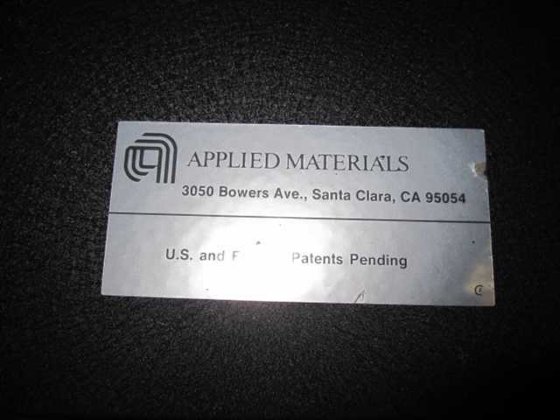 APPLIED MATERIALS
3050 Bowers Ave., Santa Clara, CA 95054
U.S. and Patents Pending